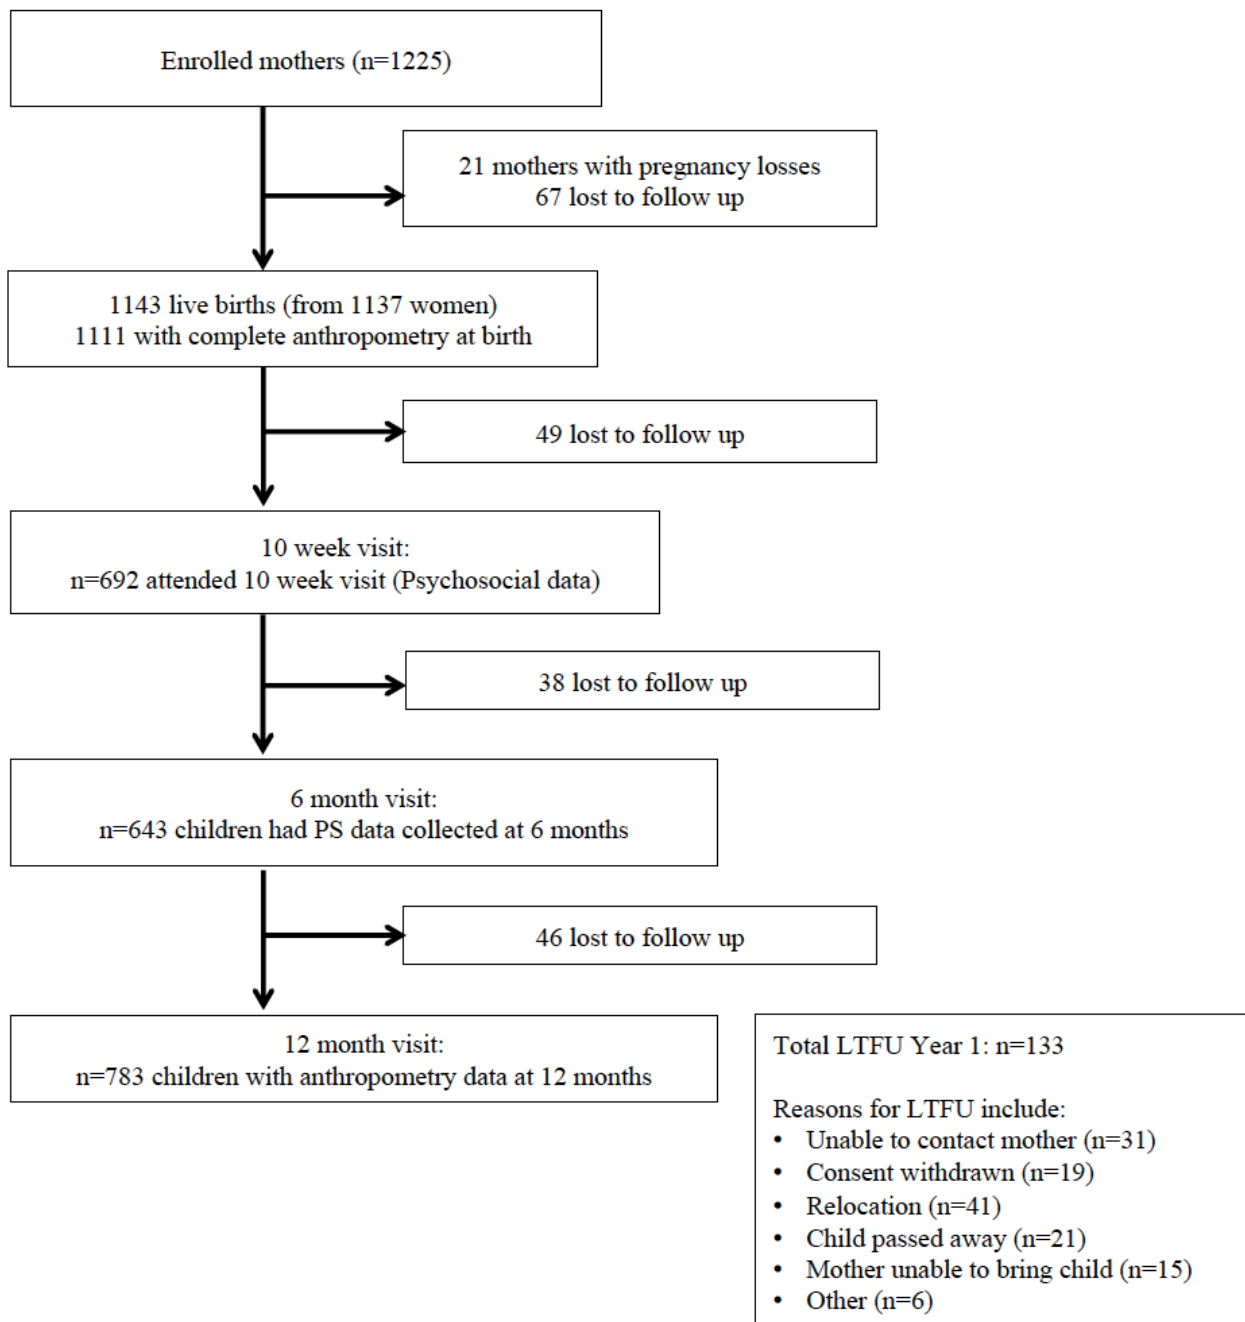 Enrolled mothers (n=1225)
21 mothers with pregnancy losses
67 lost to follow up
1143 live births (from 1137 women)
1111 with complete anthropometry at birth
49 lost to follow up
10 week visit:
n=692 attended 10 week visit (Psychosocial data)
38 lost to follow up
6 month visit:
n=643 children had PS data collected at 6 months
46 lost to follow up
12 month visit:
n=783 children with anthropometry data at 12 months
Total LTFU Year 1: n=133
Reasons for LTFU include:
• Unable to contact mother (n=31)
• Consent withdrawn (n=19)
• Relocation (n=41)
• Child passed away (n=21)
• Mother unable to bring child (n=15)
• Other (n=6)